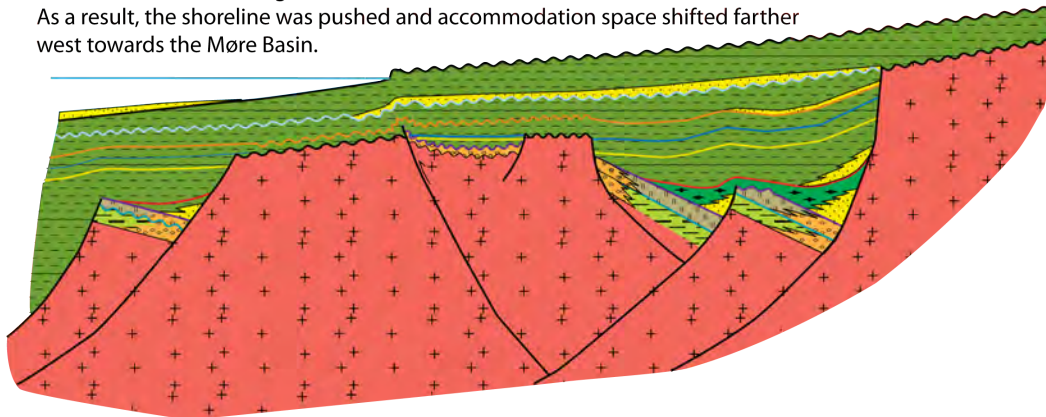 As a result, the shoreline was pushed and accommodation space shifted farther
west towards the Møre Basin.